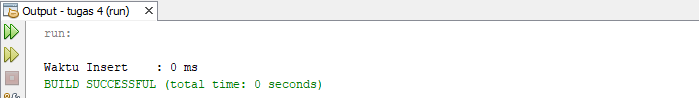 Output - tugas 4 (run)
run:
Waktu Insert    : 0 ms
BUILD SUCCESSFUL (total time: 0 seconds)